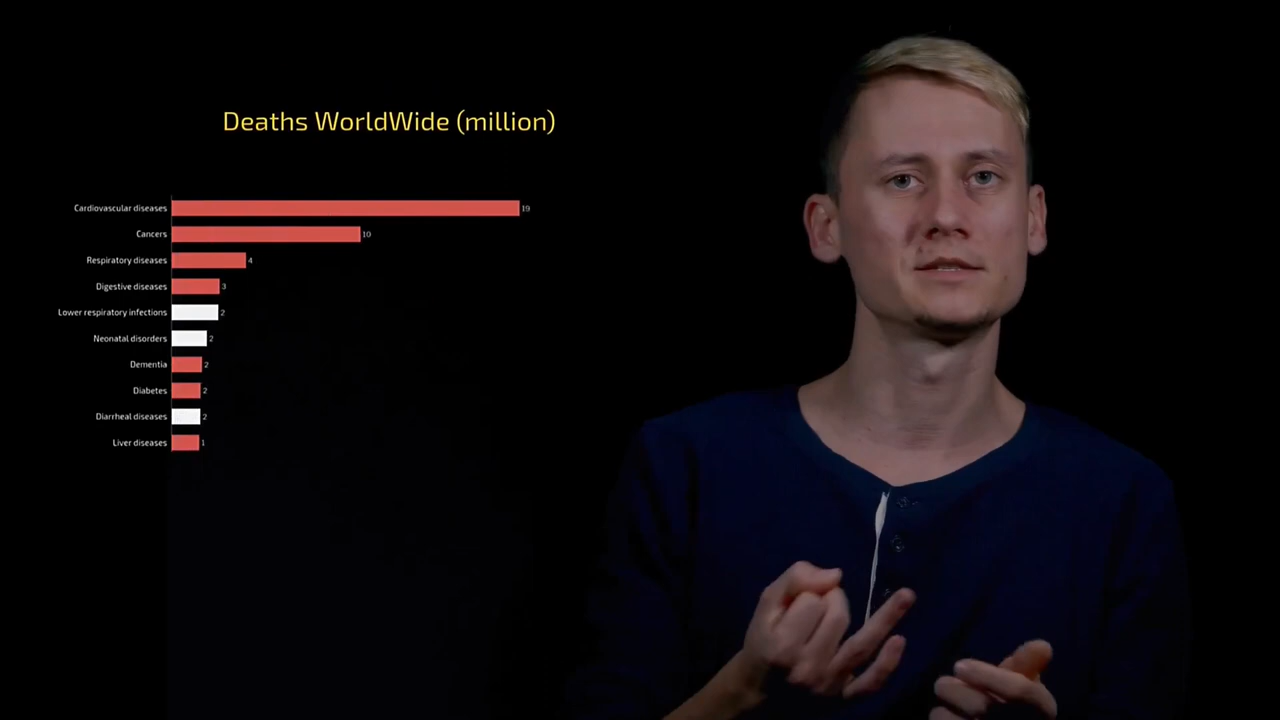 Deaths WorldWide (million)
Cardiovascular diseases 19
Cancers 10
Respiratory diseases 4
Digestive diseases 3
Lower respiratory infections 2
Neonatal disorders 2
Dementia 2
Diabetes 2
Diarrheal diseases 2
Liver diseases 1